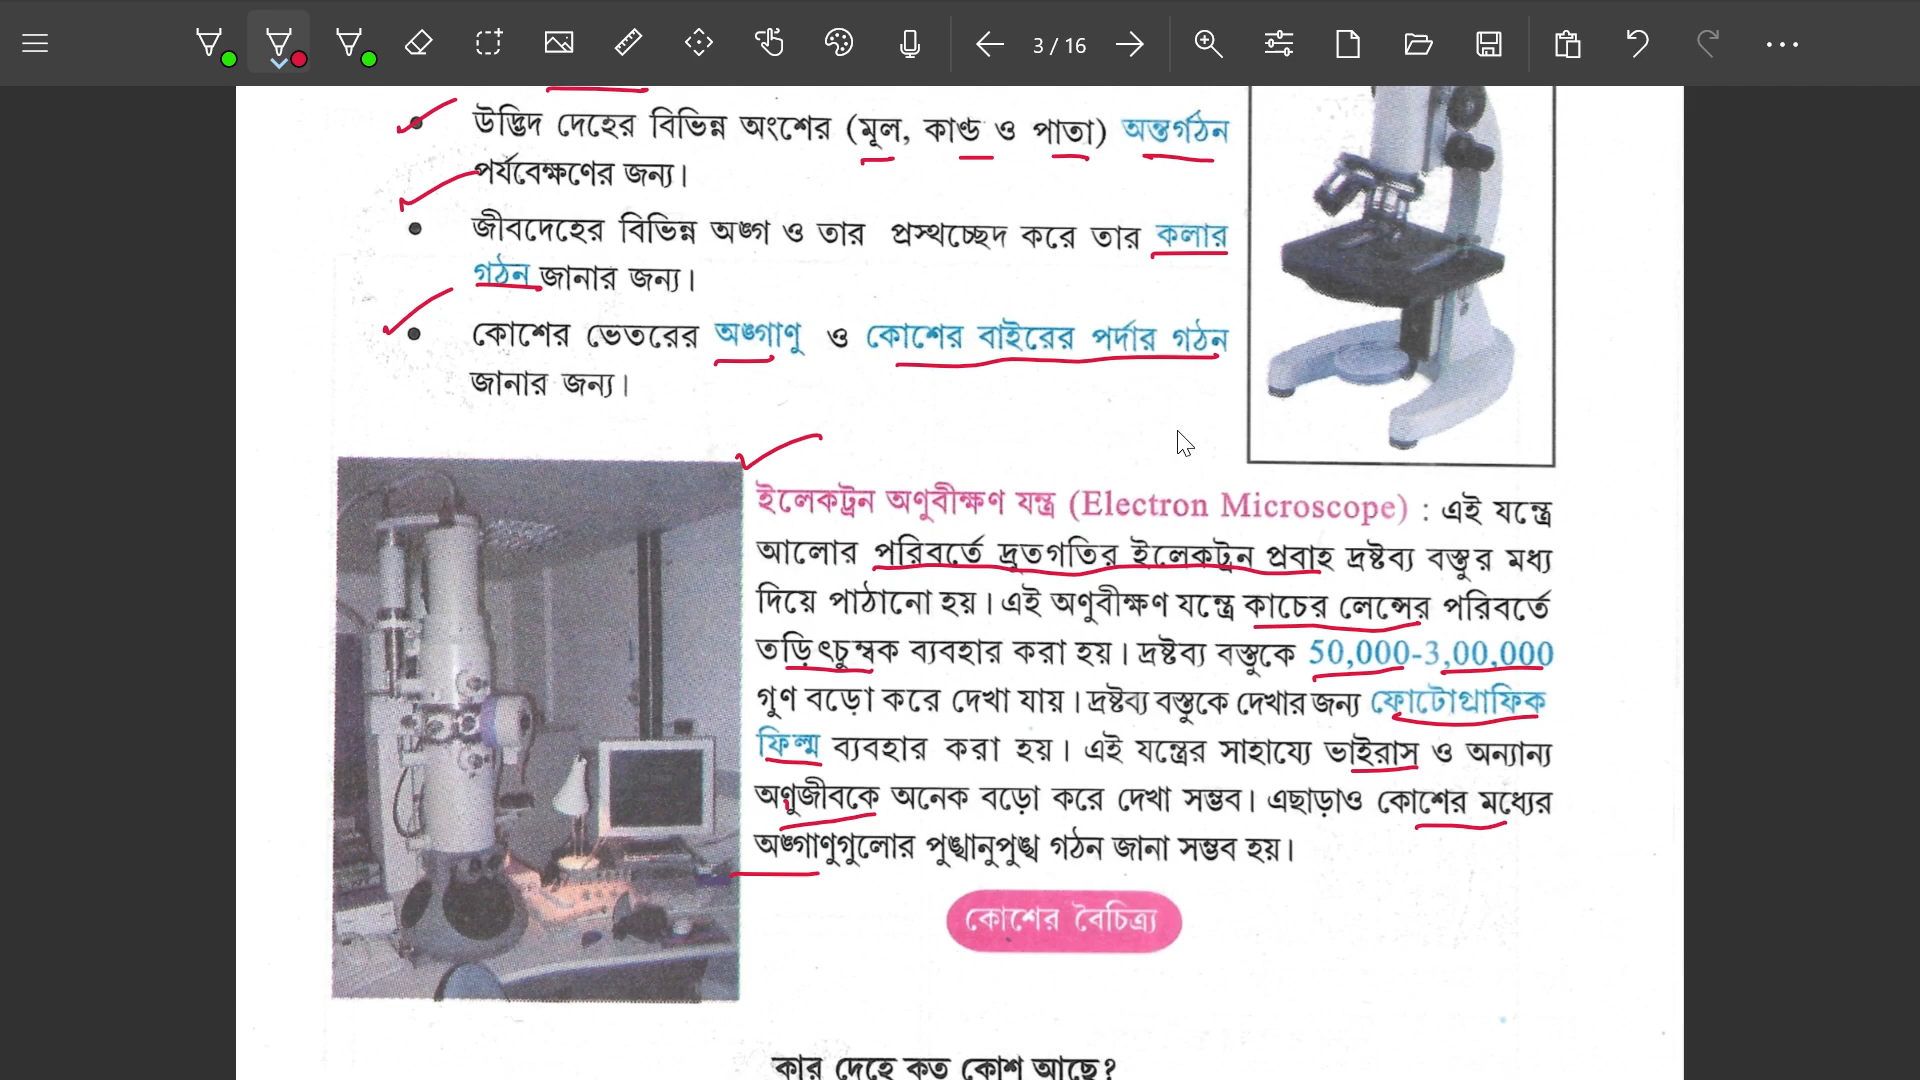 3 / 16
উদ্ভিদ দেহের বিভিন্ন অংশের (মূল, কাণ্ড ও পাতা) অন্তর্গঠন
পর্যবেক্ষণের জন্য।
জীবদেহের বিভিন্ন অঙ্গ ও তার প্রস্থচ্ছেদ করে তার কলার
গঠন জানার জন্য।
কোশের ভেতরের অঙ্গাণু ও কোশের বাইরের পর্দার গঠন
জানার জন্য।
ইলেকট্রন অণুবীক্ষণ যন্ত্র (Electron Microscope) : এই যন্ত্রে
আলোর পরিবর্তে দ্রুতগতির ইলেকট্রন প্রবাহ দ্রষ্টব্য বস্তুর মধ্য
দিয়ে পাঠানো হয়। এই অণুবীক্ষণ যন্ত্রে কাচের লেন্সের পরিবর্তে
তড়িৎচুম্বক ব্যবহার করা হয়। দ্রষ্টব্য বস্তুকে 50,000-3,00,000
গুণ বড়ো করে দেখা যায়। দ্রষ্টব্য বস্তুকে দেখার জন্য ফোটোগ্রাফিক
ফিল্ম ব্যবহার করা হয়। এই যন্ত্রের সাহায্যে ভাইরাস ও অন্যান্য
অণুজীবকে অনেক বড়ো করে দেখা সম্ভব। এছাড়াও কোশের মধ্যের
অঙ্গাণুগুলোর পুঙ্খানুপুঙ্খ গঠন জানা সম্ভব হয়।
কোশের বৈচিত্র্য
কার দেহে কত কোশ আছে?